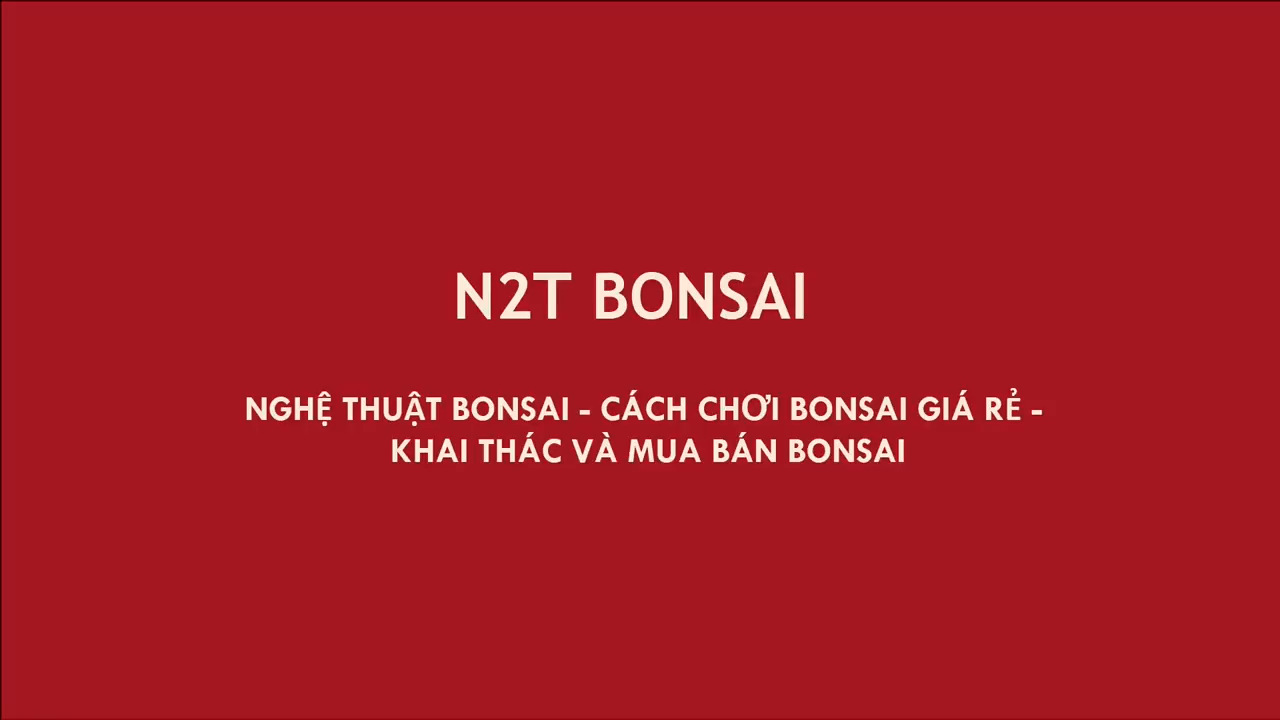 N2T BONSAI
NGHỆ THUẬT BONSAI - CÁCH CHƠI BONSAI GIÁ RẺ -
KHAI THÁC VÀ MUA BÁN BONSAI